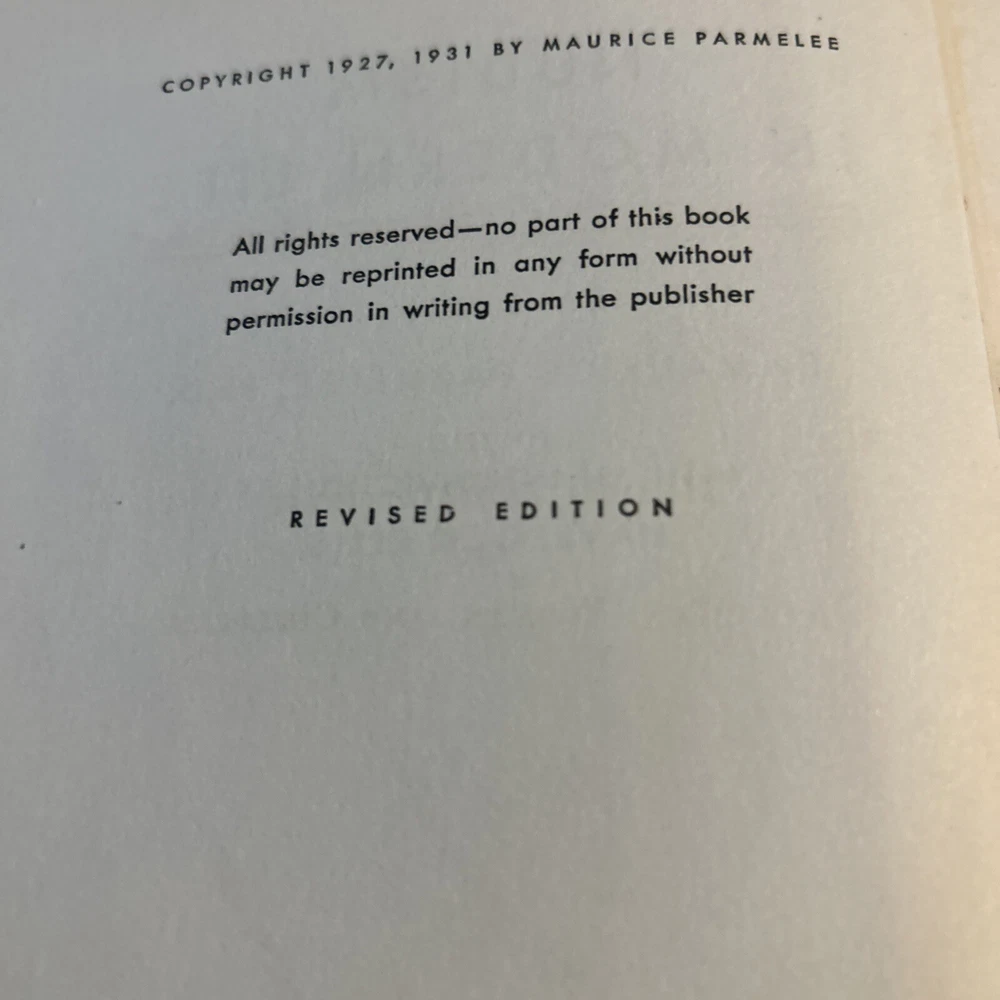 COPYRIGHT 1927, 1931 BY MAURICE PARMELEE
All rights reserved—no part of this book
may be reprinted in any form without
permission in writing from the publisher
REVISED EDITION